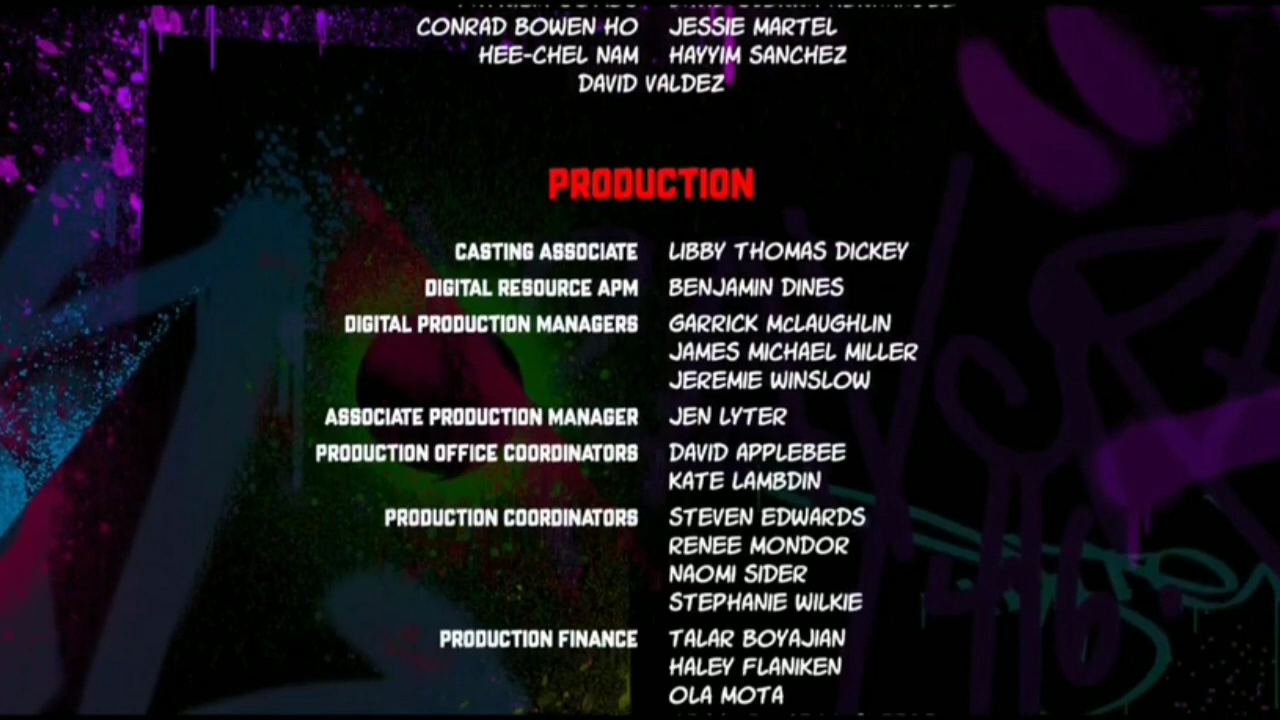 CONRAD BOWEN HO JESSIE MARTEL
HEE-CHEL NAM HAYYIM SANCHEZ
DAVID VALDEZ
PRODUCTION
CASTING ASSOCIATE LIBBY THOMAS DICKEY
DIGITAL RESOURCE APM BENJAMIN DINES
DIGITAL PRODUCTION MANAGERS GARRICK McLAUGHLIN
JAMES MICHAEL MILLER
JEREMIE WINSLOW
ASSOCIATE PRODUCTION MANAGER JEN LYTER
PRODUCTION OFFICE COORDINATORS DAVID APPLEBEE
KATE LAMBDIN
PRODUCTION COORDINATORS STEVEN EDWARDS
RENEE MONDOR
NAOMI SIDER
STEPHANIE WILKIE
PRODUCTION FINANCE TALAR BOYAJIAN
HALEY FLANIKEN
OLA MOTA